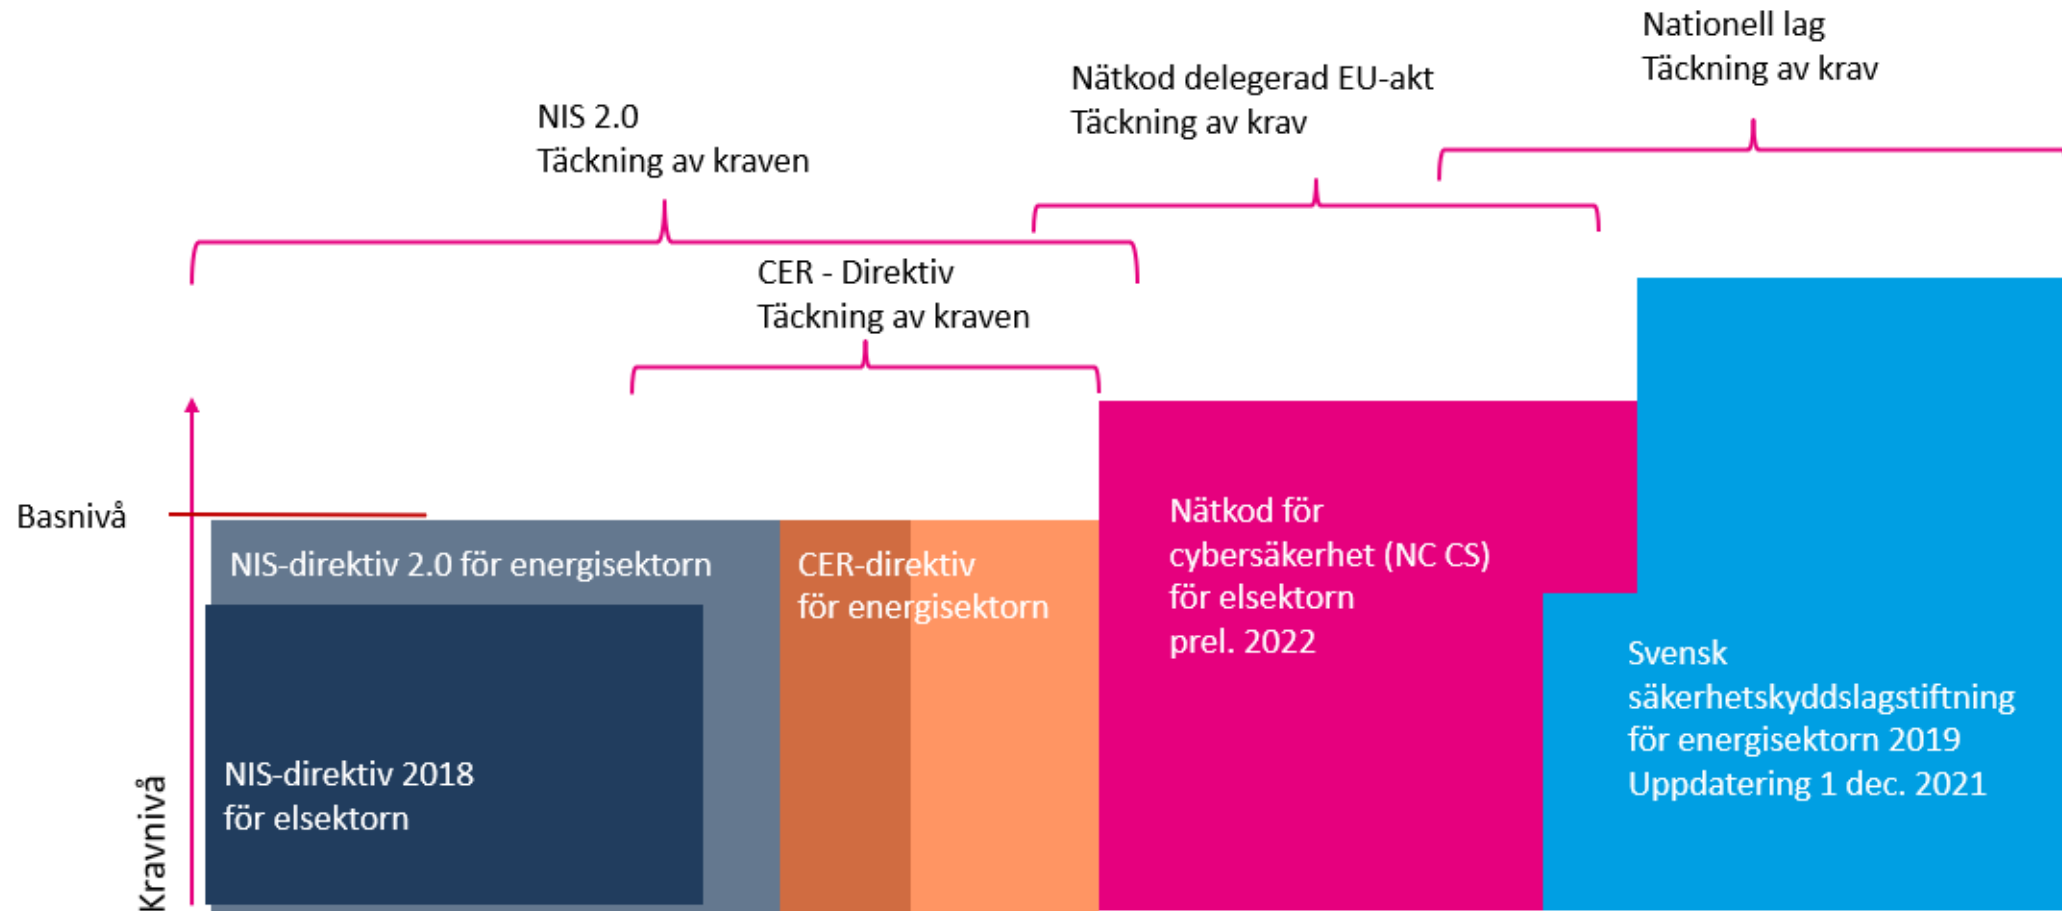 Nationell lag
Täckning av krav
Nätkod delegerad EU-akt
Täckning av krav
NIS 2.0
Täckning av kraven
CER - Direktiv
Täckning av kraven
Basnivå
Kravnivå
NIS-direktiv 2.0 för energisektorn
NIS-direktiv 2018
för elsektorn
CER-direktiv
för energisektorn
Nätkod för
cybersäkerhet (NC CS)
för elsektorn
prel. 2022
Svensk
säkerhetskyddslagstiftning
för energisektorn 2019
Uppdatering 1 dec. 2021